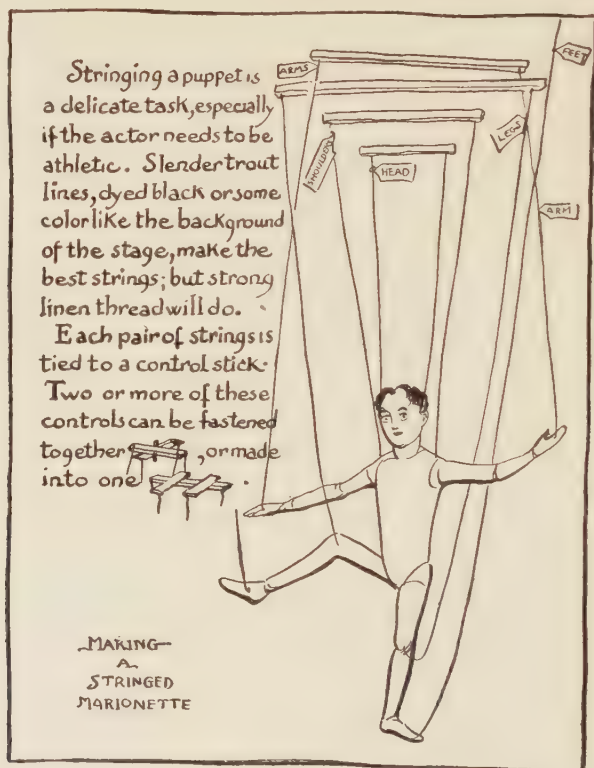 Stringing a puppet is
a delicate task, especially
if the actor needs to be
athletic. Slender trout
lines, dyed black or some
color like the background
of the stage, make the
best strings; but strong
linen thread will do.
Each pair of strings is
tied to a control stick.
Two or more of these
controls can be fastened
together , or made
into one .
ARMS
FEET
LEGS
SHOULDERS
HEAD
ARM
MAKING
A
STRINGED
MARIONETTE